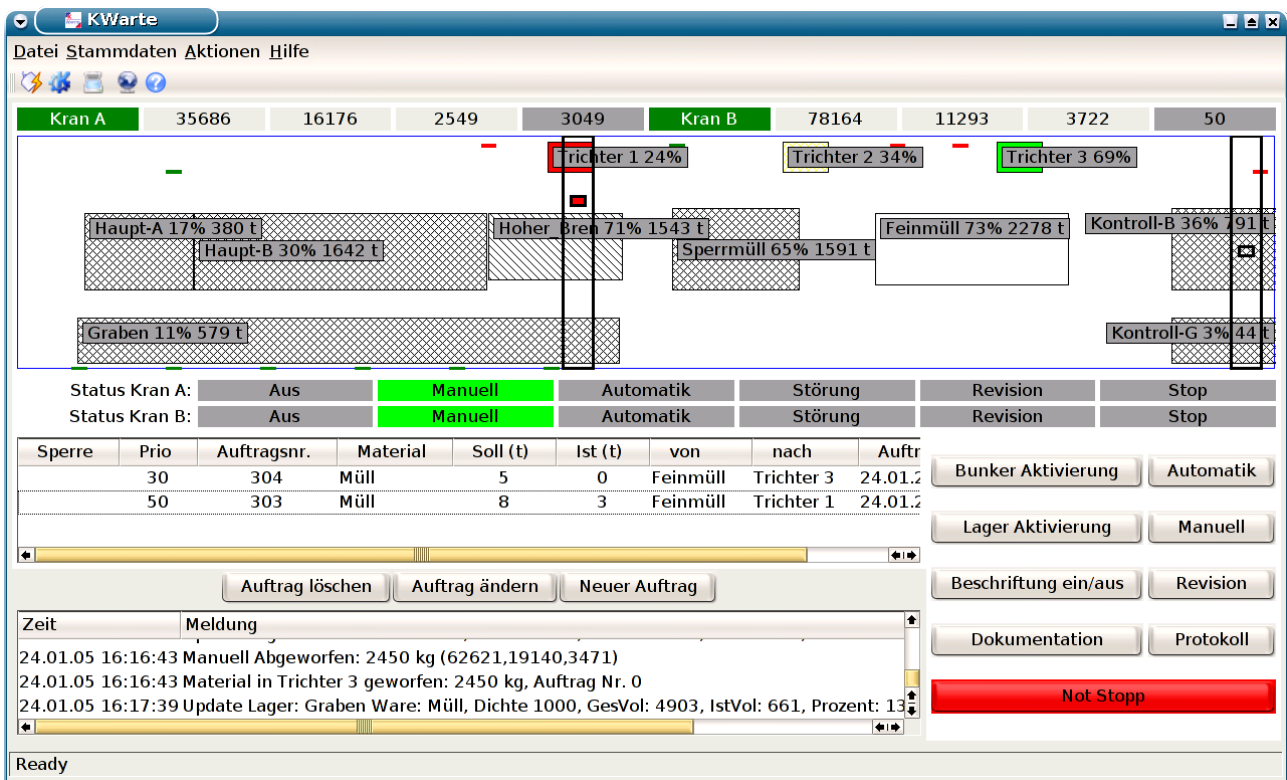 KWarte
Datei Stammdaten Aktionen Hilfe
Kran A 35686 16176 2549 3049 Kran B 78164 11293 3722 50
Trichter 1 24% Trichter 2 34% Trichter 3 69%
Haupt-A 17% 380 t Hoher_Bren 71% 1543 t Feinmüll 73% 2278 t Kontroll-B 36% 791 t
Haupt-B 30% 1642 t Sperrmüll 65% 1591 t
Graben 11% 579 t Kontroll-G 3% 44 t
Status Kran A: Aus Manuell Automatik Störung Revision Stop
Status Kran B: Aus Manuell Automatik Störung Revision Stop
Sperre Prio Auftragsnr. Material Soll (t) Ist (t) von nach Auftr
30 304 Müll 5 0 Feinmüll Trichter 3 24.01.2
50 303 Müll 8 3 Feinmüll Trichter 1 24.01.2
Bunker Aktivierung Automatik
Lager Aktivierung Manuell
Auftrag löschen Auftrag ändern Neuer Auftrag
Beschriftung ein/aus Revision
Zeit Meldung
24.01.05 16:16:43 Manuell Abgeworfen: 2450 kg (62621,19140,3471)
24.01.05 16:16:43 Material in Trichter 3 geworfen: 2450 kg, Auftrag Nr. 0
24.01.05 16:17:39 Update Lager: Graben Ware: Müll, Dichte 1000, GesVol: 4903, IstVol: 661, Prozent: 13
Dokumentation Protokoll
Not Stopp
Ready